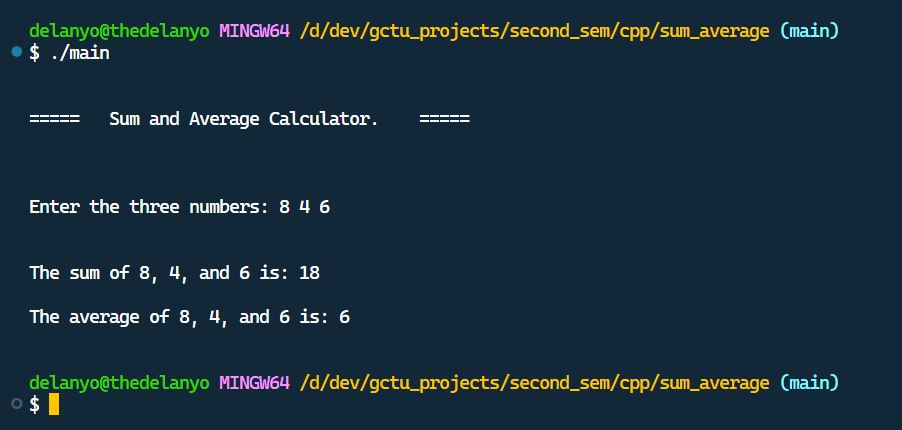 delanyo@thedelanyo MINGW64 /d/dev/gctu_projects/second_sem/cpp/sum_average (main)
$ ./main
===== Sum and Average Calculator. =====
Enter the three numbers: 8 4 6
The sum of 8, 4, and 6 is: 18
The average of 8, 4, and 6 is: 6
delanyo@thedelanyo MINGW64 /d/dev/gctu_projects/second_sem/cpp/sum_average (main)
$